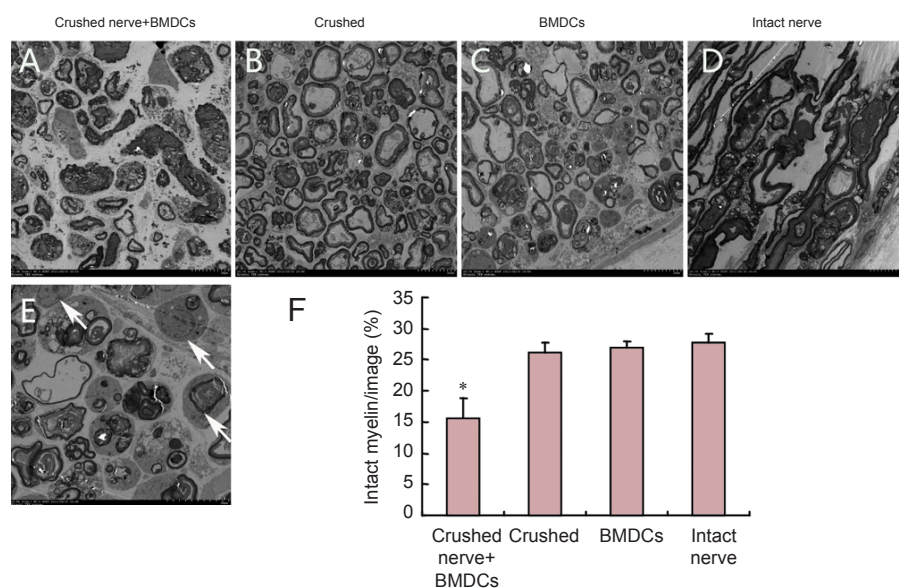 Crushed nerve+BMDCs
Crushed
BMDCs
Intact nerve
A
B
C
D
E
F
Intact myelin/image (%)
35
30
25
20
15
10
5
0
*
Crushed
nerve+
BMDCs
Crushed
BMDCs
Intact
nerve